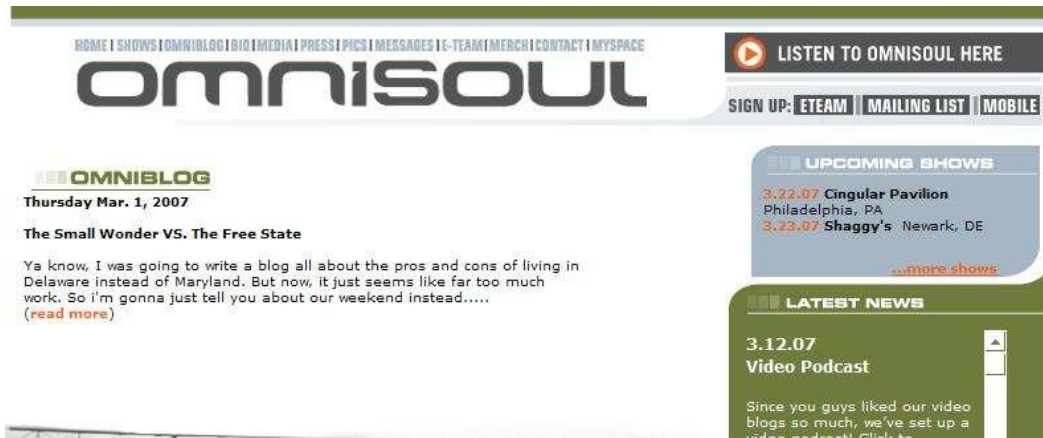 HOME | SHOWS | OMNIBLOG | BIO | MEDIA | PRESS | PICS | MESSAGES | E-TEAM | MERCH | CONTACT | MYSPACE
OMNISOUL
LISTEN TO OMNISOUL HERE
SIGN UP: ETEAM MAILING LIST MOBILE
OMNIBLOG
Thursday Mar. 1, 2007
The Small Wonder VS. The Free State
Ya know, I was going to write a blog all about the pros and cons of living in
Delaware instead of Maryland. But now, it just seems like far too much
work. So i'm gonna just tell you about our weekend instead.....
(read more)
UPCOMING SHOWS
3.22.07 Cingular Pavilion
Philadelphia, PA
3.23.07 Shaggy's Newark, DE
...more shows
LATEST NEWS
3.12.07
Video Podcast
Since you guys liked our video
blogs so much, we've set up a
video podcast! Click to